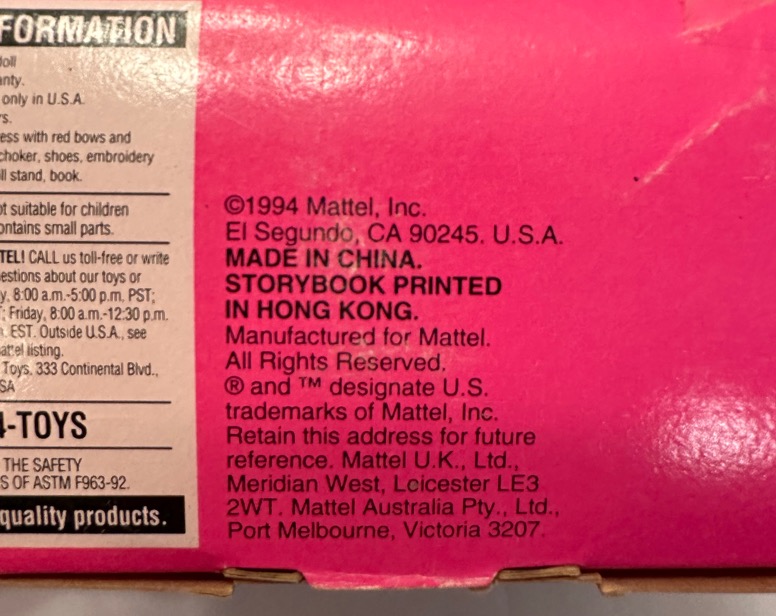 FORMATION
only in U.S.A.
ess with red bows and
choker, shoes, embroidery
ll stand, book.
ot suitable for children
ontains small parts.
TEL! CALL us toll-free or write
estions about our toys or
y, 8:00 a.m.-5:00 p.m. PST;
; Friday, 8:00 a.m.-12:30 p.m.
. EST. Outside U.S.A., see
attel listing.
Toys, 333 Continental Blvd.,
SA
-TOYS
THE SAFETY
S OF ASTM F963-92.
quality products.
©1994 Mattel, Inc.
El Segundo, CA 90245. U.S.A.
MADE IN CHINA.
STORYBOOK PRINTED
IN HONG KONG.
Manufactured for Mattel.
All Rights Reserved.
® and ™ designate U.S.
trademarks of Mattel, Inc.
Retain this address for future
reference. Mattel U.K., Ltd.,
Meridian West, Leicester LE3
2WT. Mattel Australia Pty., Ltd.,
Port Melbourne, Victoria 3207.